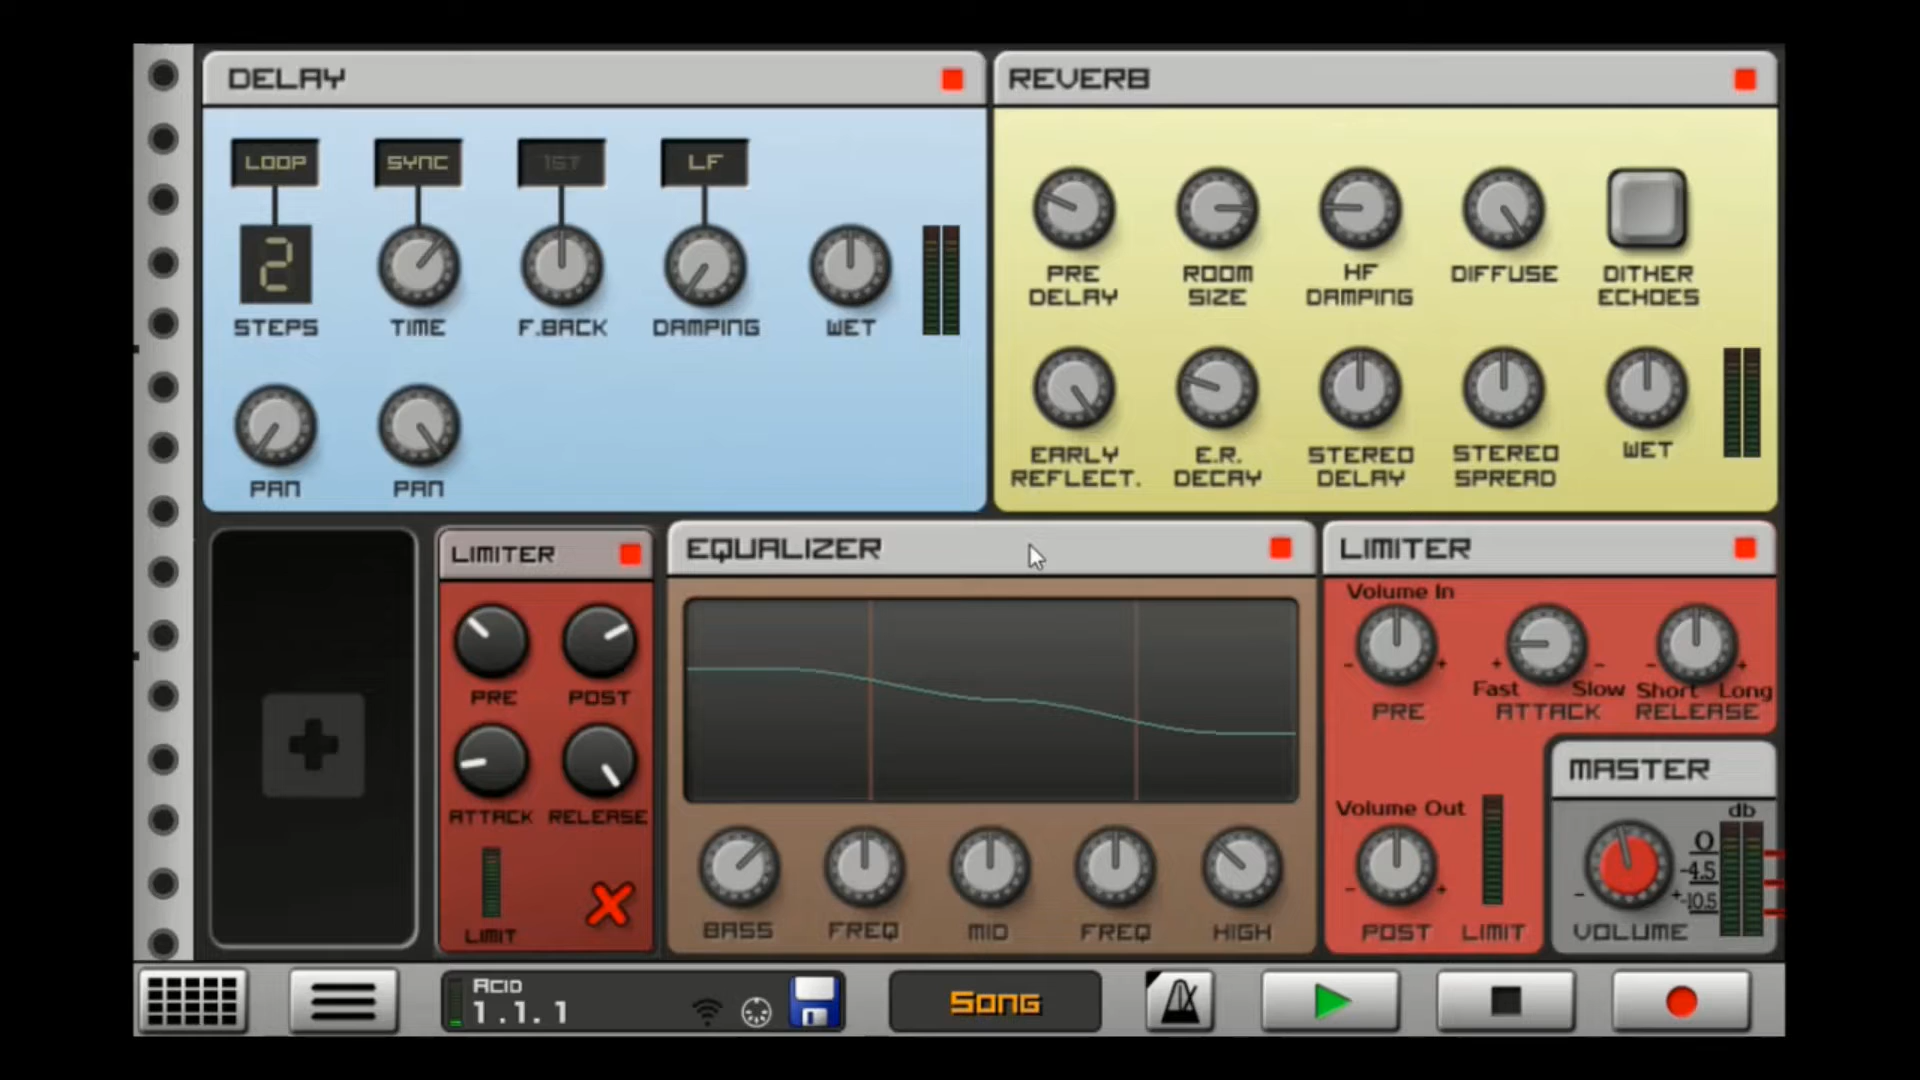 DELAY
REVERB
LOOP SYNC 1ST LF
2
STEPS TIME F.BACK DAMPING WET
PAN PAN
PRE DELAY
ROOM SIZE
HF DAMPING
DIFFUSE
DITHER ECHOES
EARLY REFLECT.
E.R. DECAY
STEREO DELAY
STEREO SPREAD
WET
LIMITER
PRE POST
ATTACK RELEASE
LIMIT
EQUALIZER
BASS FREQ MID FREQ HIGH
LIMITER
Volume In
- +
+ -
- +
Fast Slow Short Long
PRE ATTACK RELEASE
Volume Out
- +
POST LIMIT
MASTER
db
0
-4.5
-10.5
- +
VOLUME
ACID
1.1.1
Song